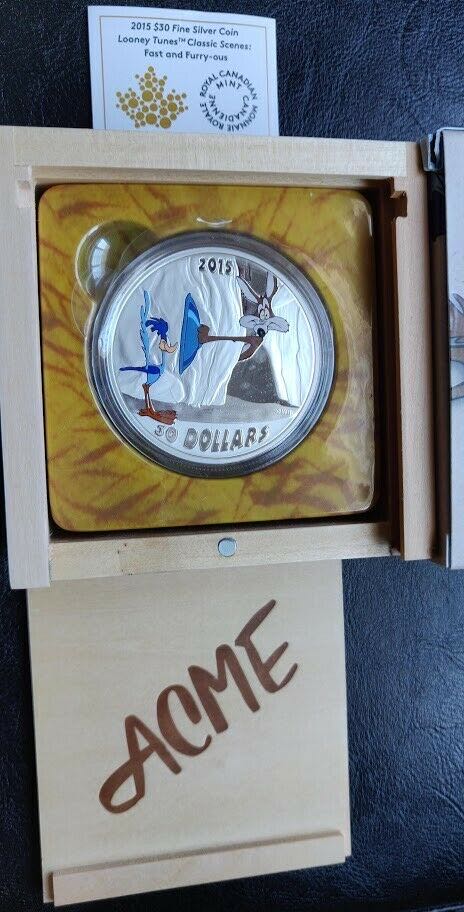 2015 $30 Fine Silver Coin
Looney Tunes™ Classic Scenes:
Fast and Furry-ous
ROYAL CANADIAN MINT
MONNAIE ROYALE CANADIENNE
2015
30 DOLLARS
ACME